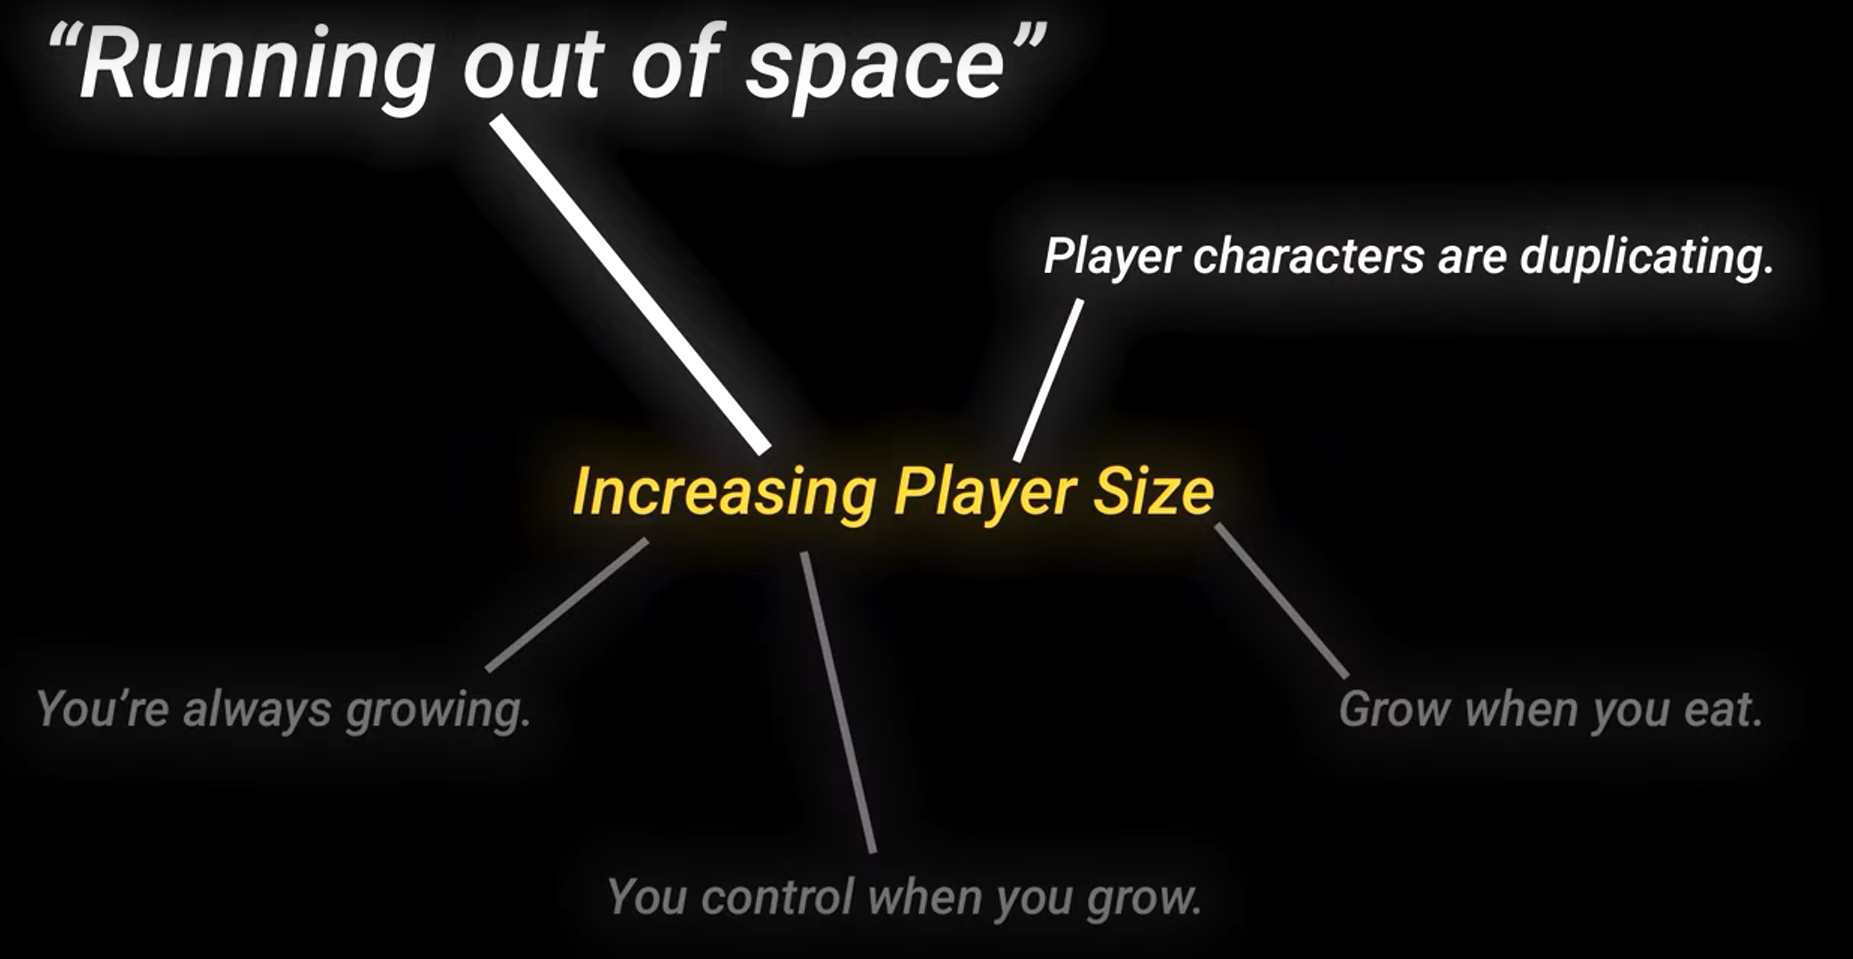 “Running out of space”
Player characters are duplicating.
Increasing Player Size
You’re always growing.
Grow when you eat.
You control when you grow.